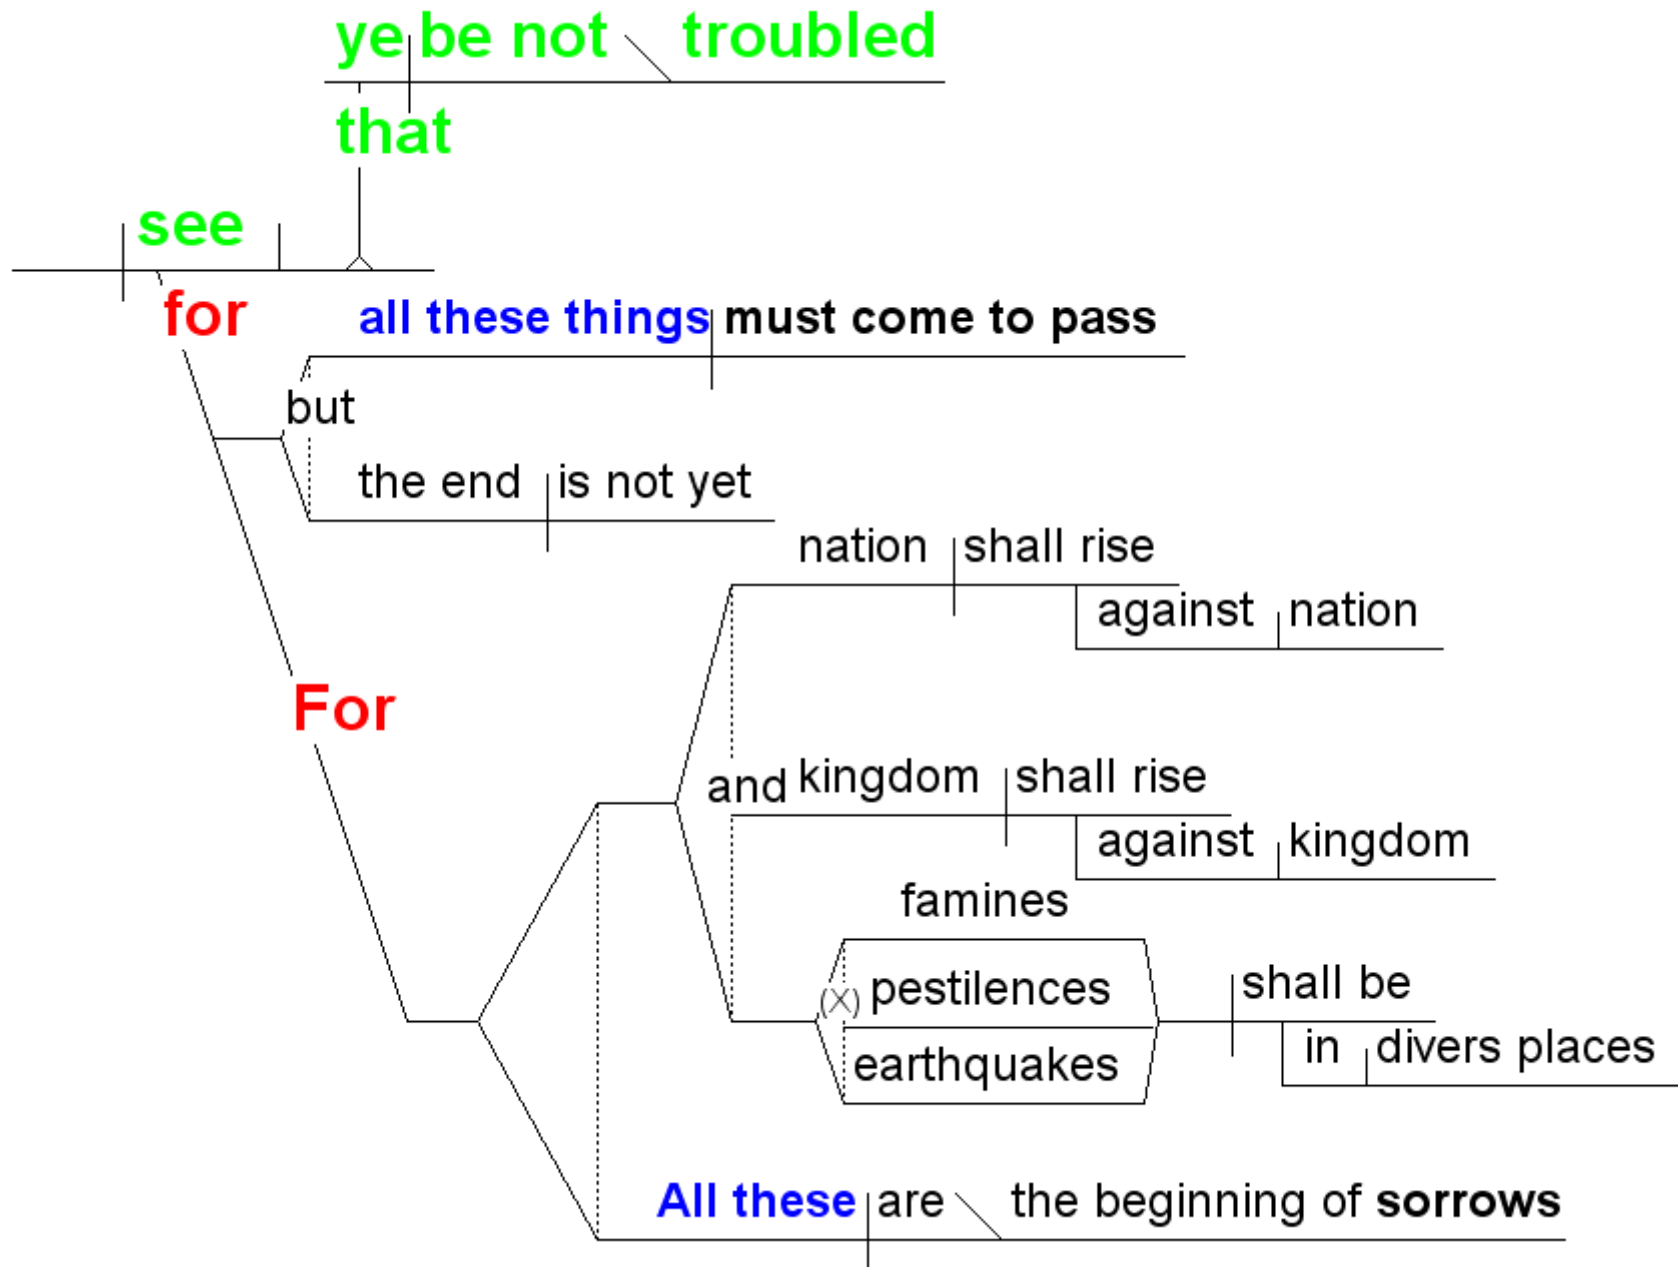 ye be not troubled
that
see
for
all these things must come to pass
but
the end is not yet
nation shall rise
against nation
For
and kingdom shall rise
against kingdom
famines
(X) pestilences
shall be
in divers places
earthquakes
All these are the beginning of sorrows